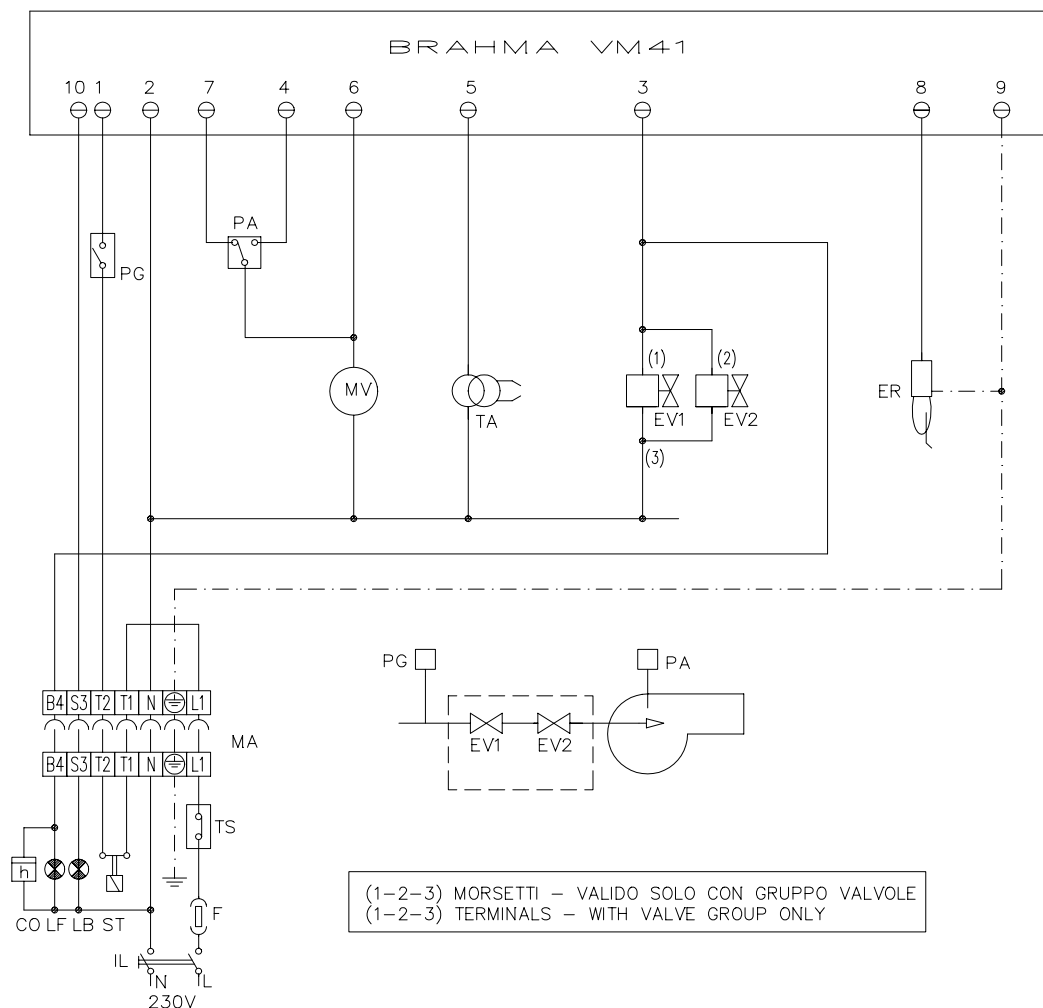 BRAHMA VM41
10 1 2 7 4 6 5 3 8 9
PA
PG
(1) (2)
MV
ER
TA
EV1 EV2
(3)
PG PA
B4 S3 T2 T1 N L1
MA
EV1 EV2
B4 S3 T2 T1 N L1
TS
h
(1-2-3) MORSETTI - VALIDO SOLO CON GRUPPO VALVOLE
(1-2-3) TERMINALS - WITH VALVE GROUP ONLY
F
CO LF LB ST
IL
N L
230V